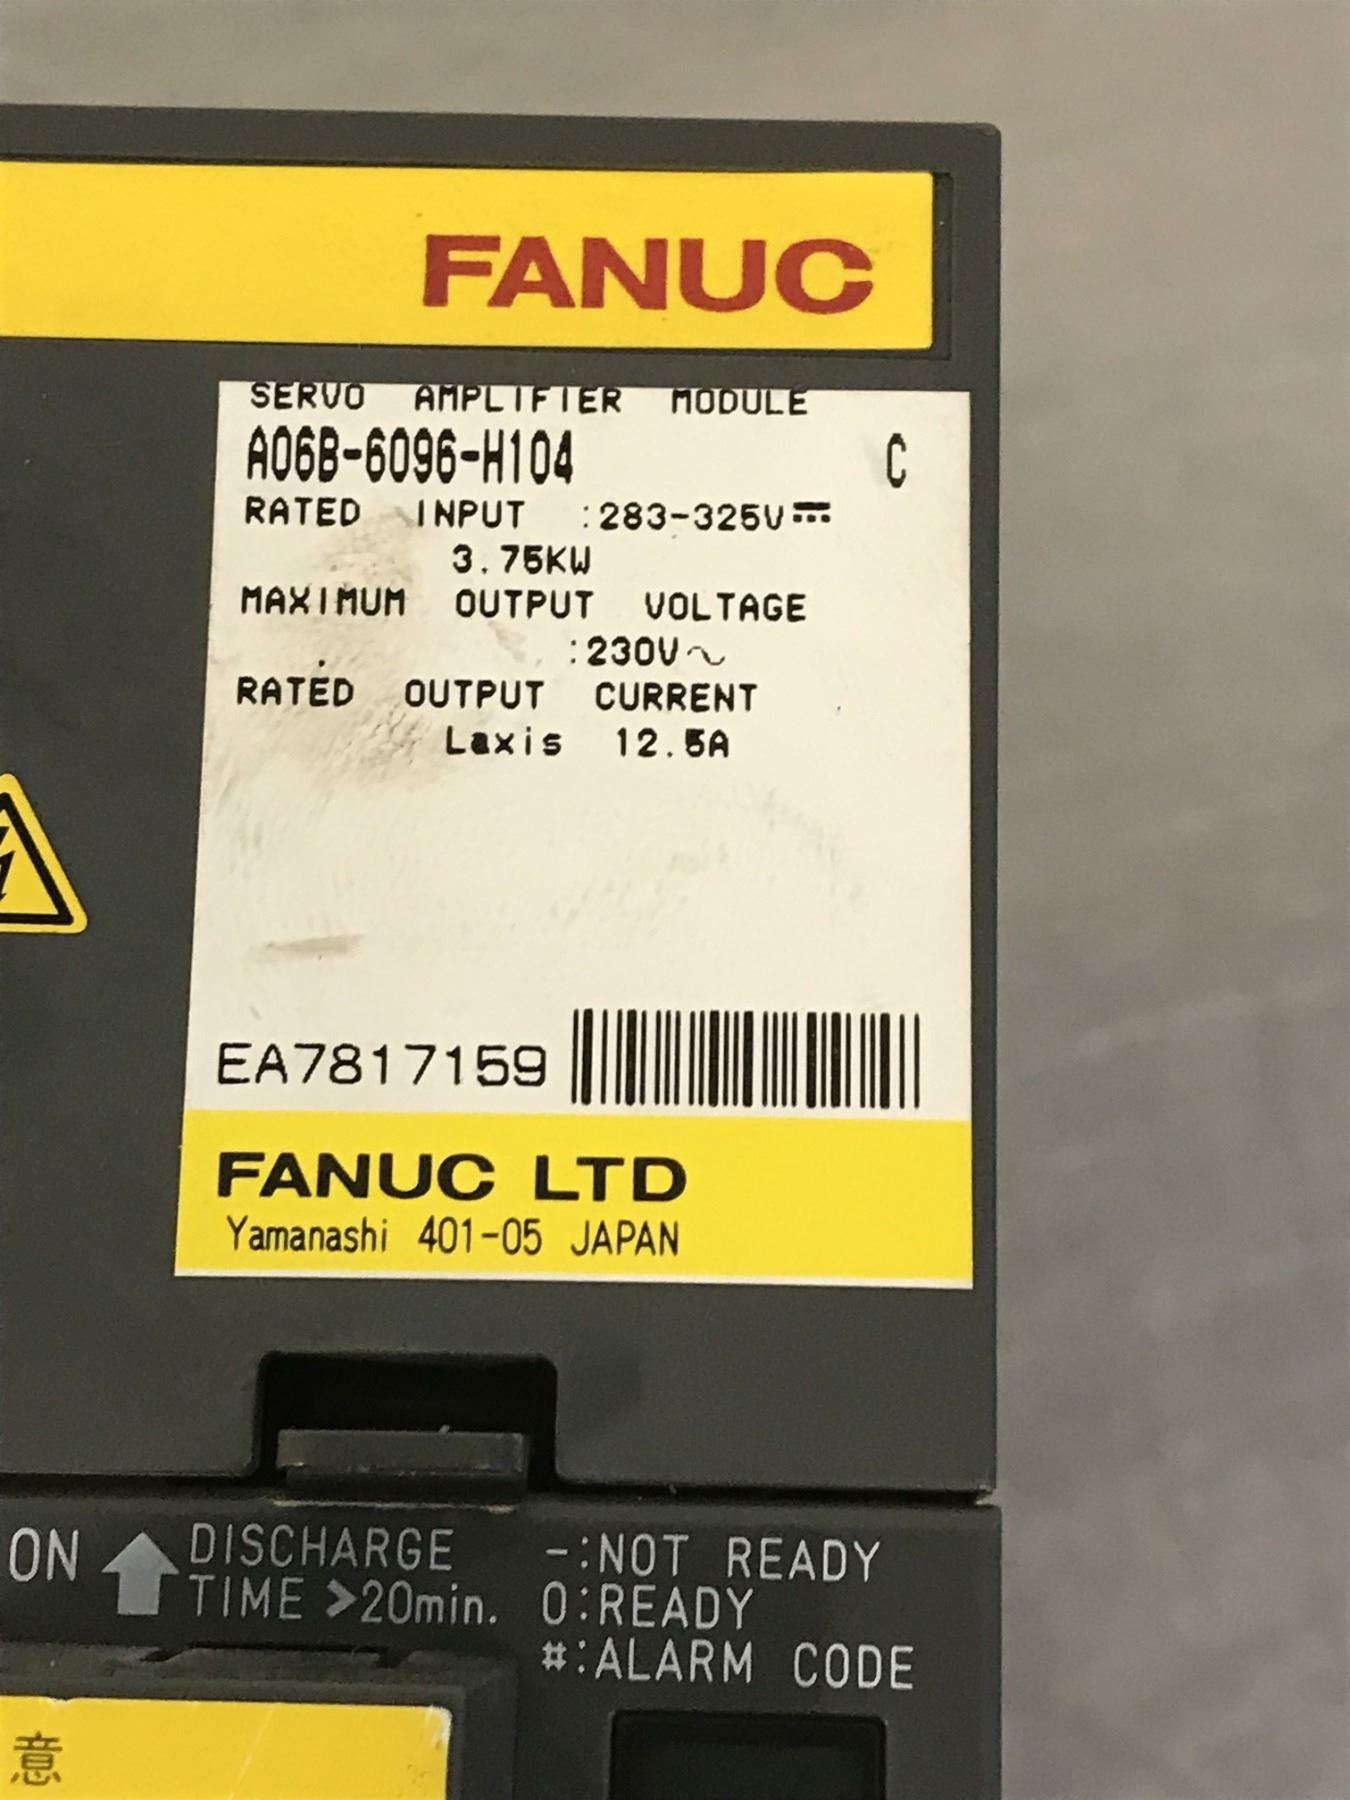 FANUC
SERVO AMPLIFIER MODULE
A06B-6096-H104 C
RATED INPUT :283-325V⎓
3.75KW
MAXIMUM OUTPUT VOLTAGE
:230V～
RATED OUTPUT CURRENT
Laxis 12.5A
EA7817159
FANUC LTD
Yamanashi 401-05 JAPAN
ON ↑ DISCHARGE
TIME >20min.
-:NOT READY
0:READY
#:ALARM CODE
意